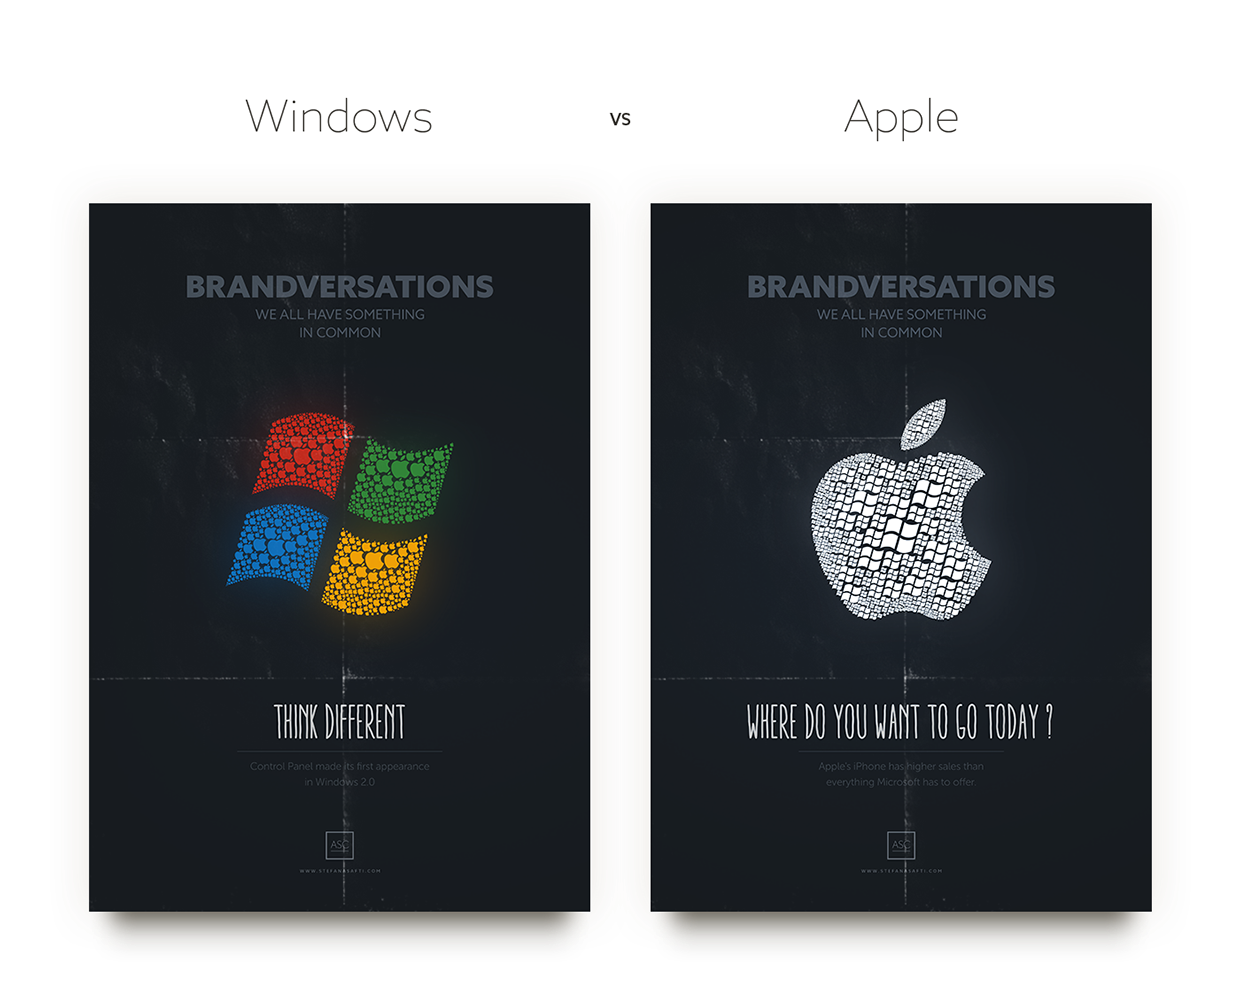 Windows vs Apple
BRANDVERSATIONS
WE ALL HAVE SOMETHING
IN COMMON
THINK DIFFERENT
Control Panel made its first appearance
in Windows 2.0
ASC
WWW.STEFANASAFTI.COM
BRANDVERSATIONS
WE ALL HAVE SOMETHING
IN COMMON
WHERE DO YOU WANT TO GO TODAY ?
Apple's iPhone has higher sales than
everything Microsoft has to offer.
ASC
WWW.STEFANASAFTI.COM